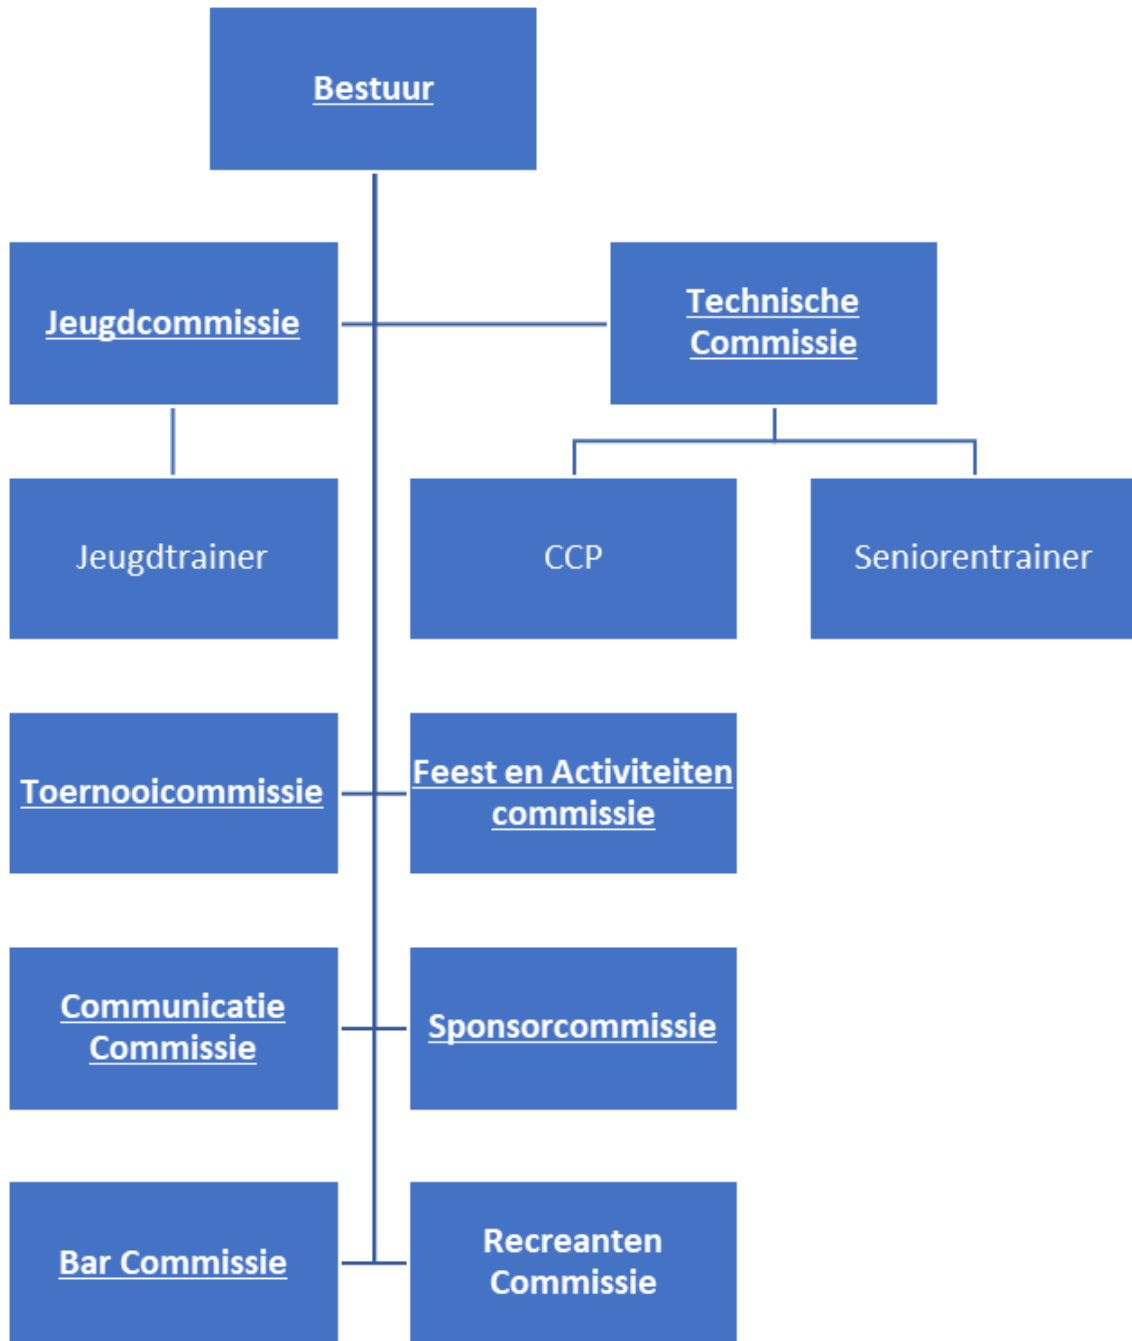 Bestuur
Jeugdcommissie
Technische
Commissie
Jeugdtrainer
CCP
Seniorentrainer
Toernooicommissie
Feest en Activiteiten
commissie
Communicatie
Commissie
Sponsorcommissie
Bar Commissie
Recreanten
Commissie